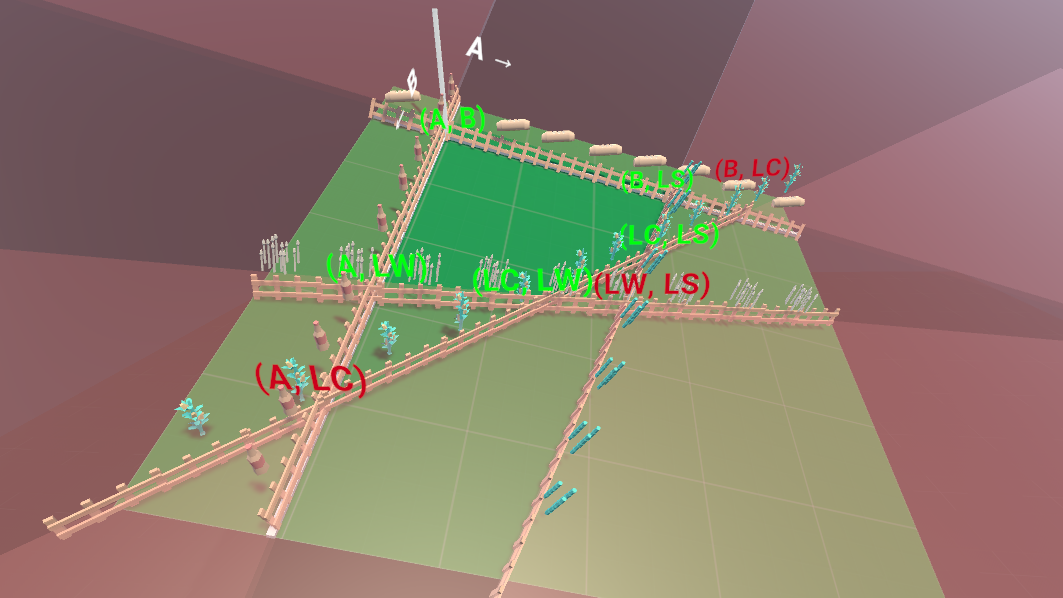 A →
(A, B)
(B, LC)
(B, LS)
(LC, LS)
(A, LW)
(LC, LW)
(LW, LS)
(A, LC)